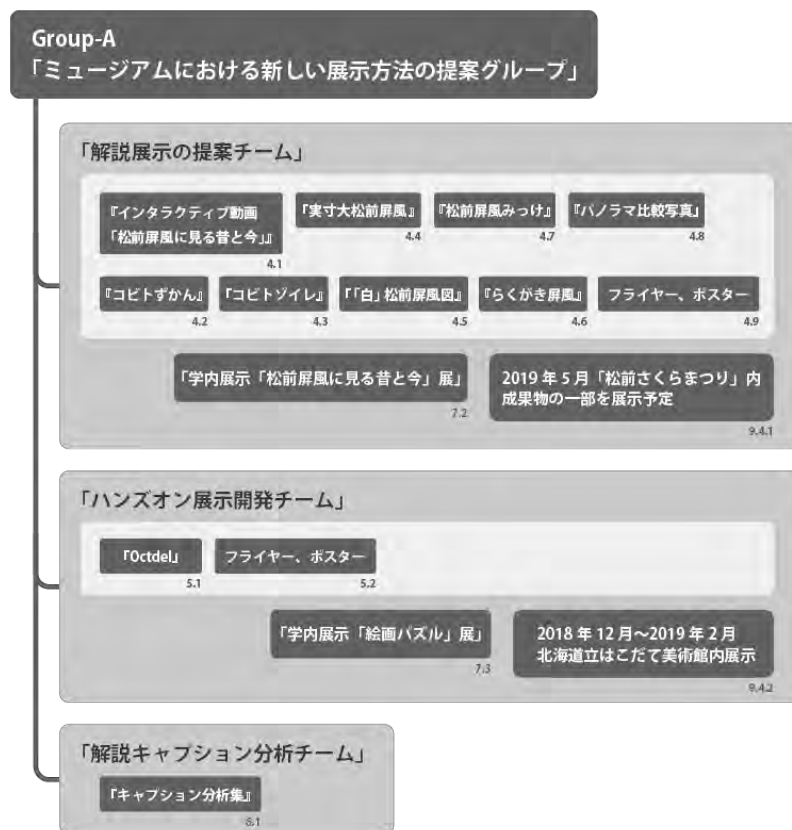 Group-A
「ミュージアムにおける新しい展示方法の提案グループ」
「解説展示の提案チーム」
『インタラクティブ動画
「松前屏風に見る昔と今」』
4.1
『実寸大松前屏風』
4.4
『松前屏風みっけ』
4.7
『パノラマ比較写真』
4.8
『コビトずかん』
4.2
『コビトゾイレ』
4.3
『「白」松前屏風図』
4.5
『らくがき屏風』
4.6
フライヤー、ポスター
4.9
「学内展示「松前屏風に見る昔と今」展」
7.2
2019年5月「松前さくらまつり」内
成果物の一部を展示予定
9.4.1
「ハンズオン展示開発チーム」
『Octdel』
5.1
フライヤー、ポスター
5.2
「学内展示「絵画パズル」展」
7.3
2018年12月～2019年2月
北海道立はこだて美術館内展示
9.4.2
「解説キャプション分析チーム」
『キャプション分析集』